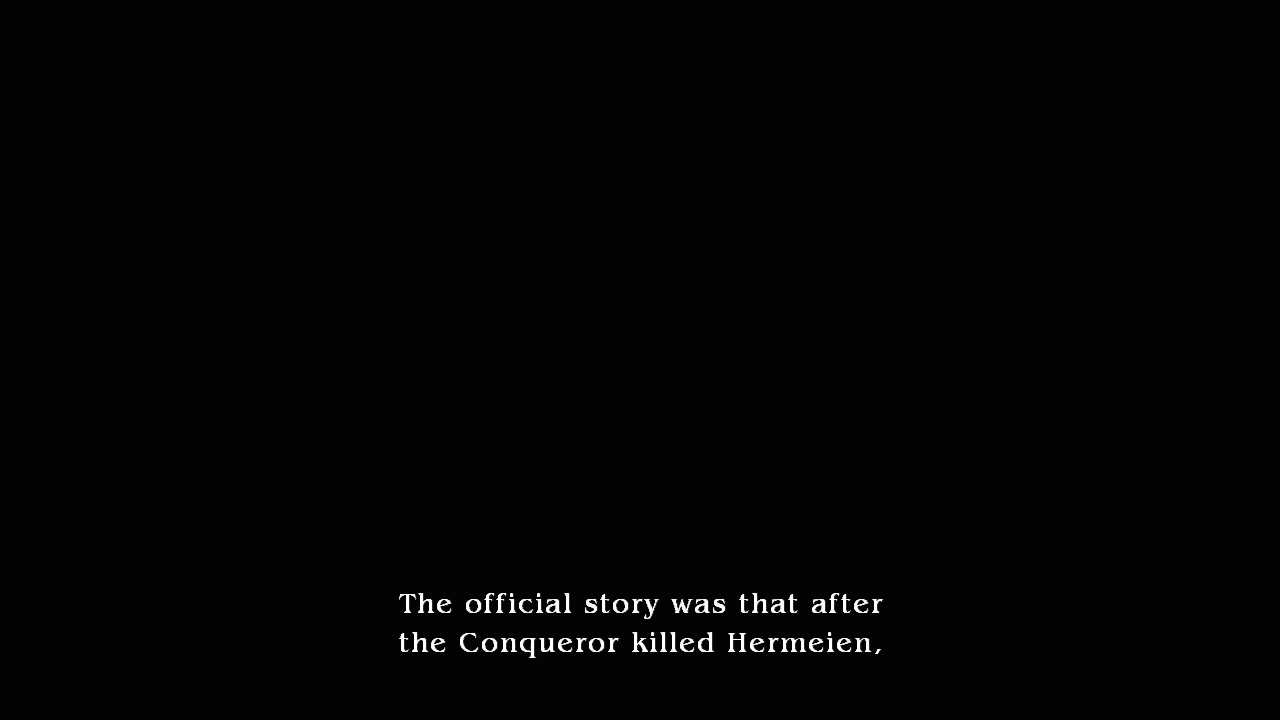 The official story was that after
the Conqueror killed Hermeien,